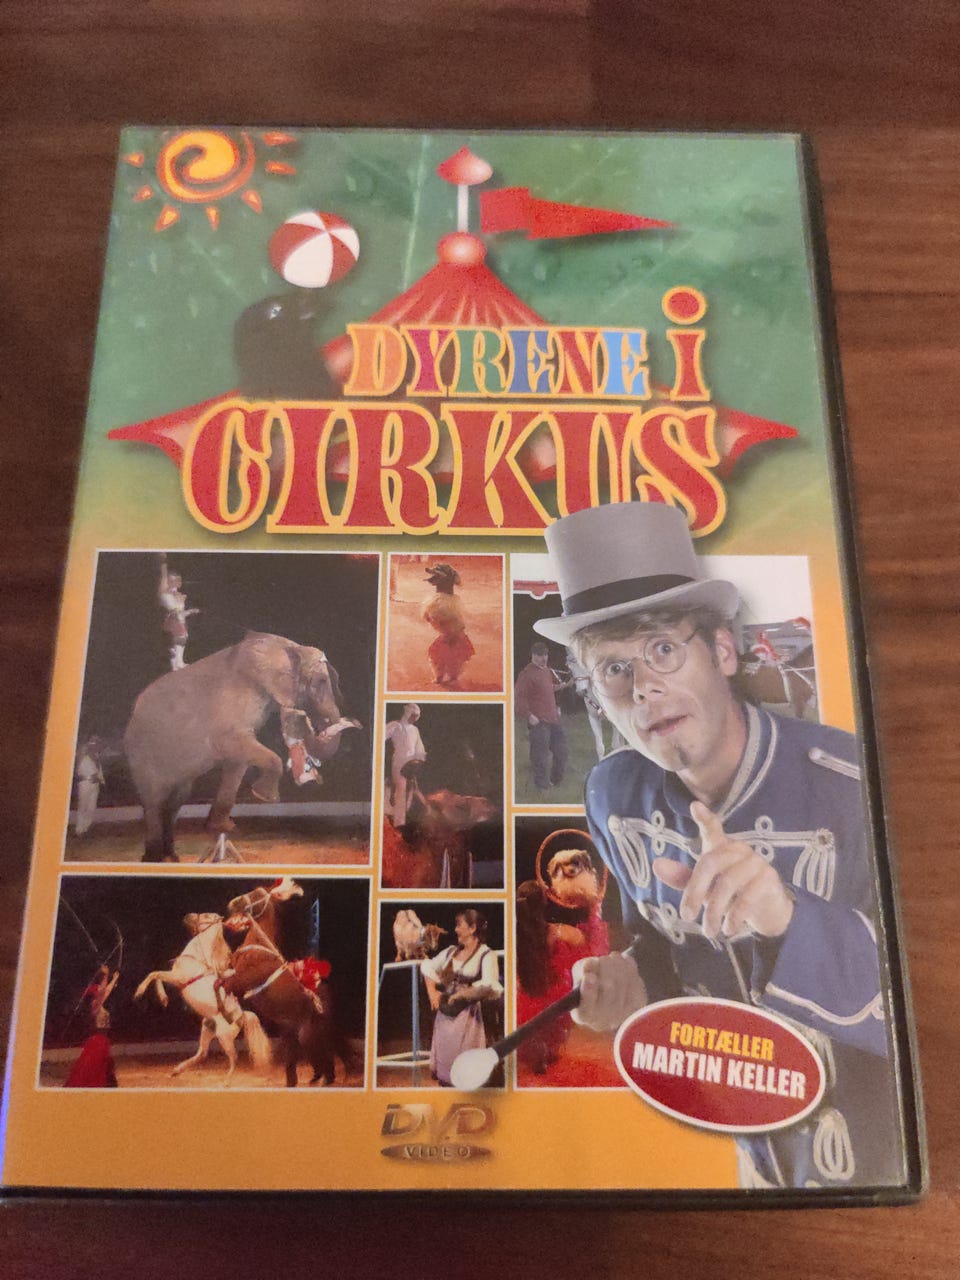 DYRENE i
CIRKUS
FORTÆLLER
MARTIN KELLER
DVD
VIDEO